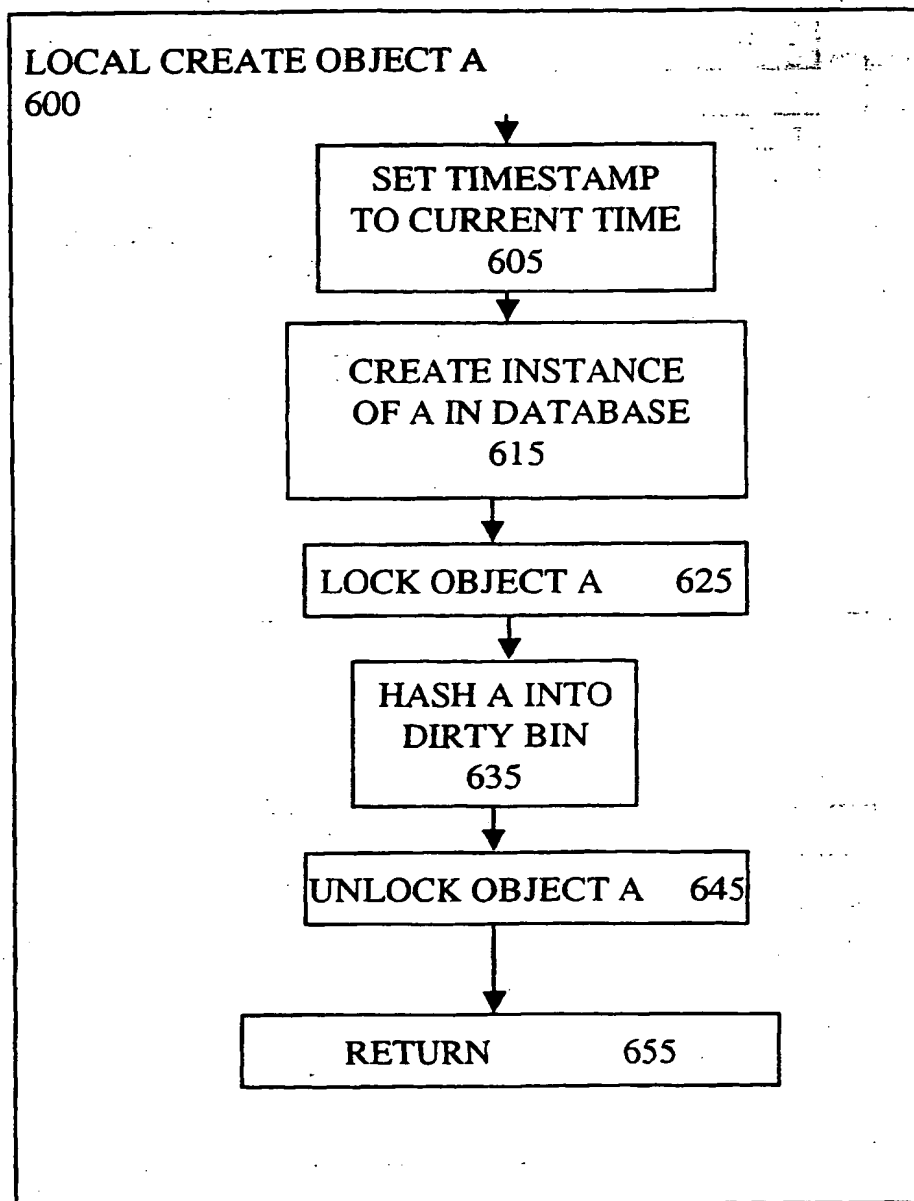 LOCAL CREATE OBJECT A
600
SET TIMESTAMP
TO CURRENT TIME
605
CREATE INSTANCE
OF A IN DATABASE
615
LOCK OBJECT A 625
HASH A INTO
DIRTY BIN
635
UNLOCK OBJECT A 645
RETURN 655